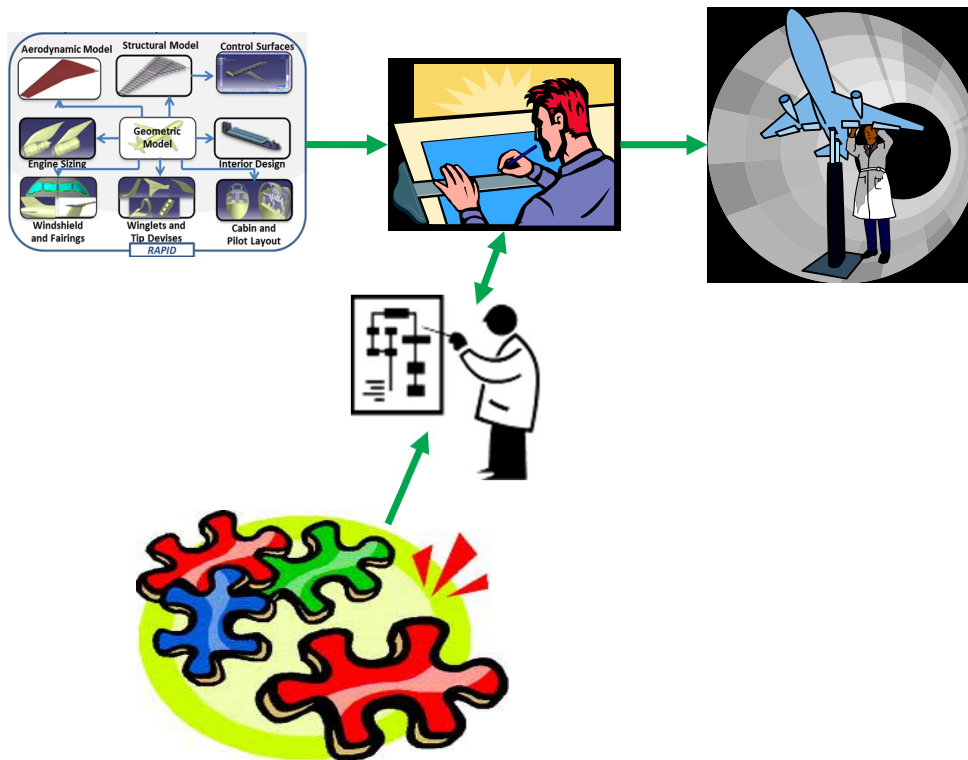 Aerodynamic Model
Structural Model
Control Surfaces
Geometric
Model
Engine Sizing
Interior Design
Windshield
and Fairings
Winglets and
Tip Devises
Cabin and
Pilot Layout
RAPID